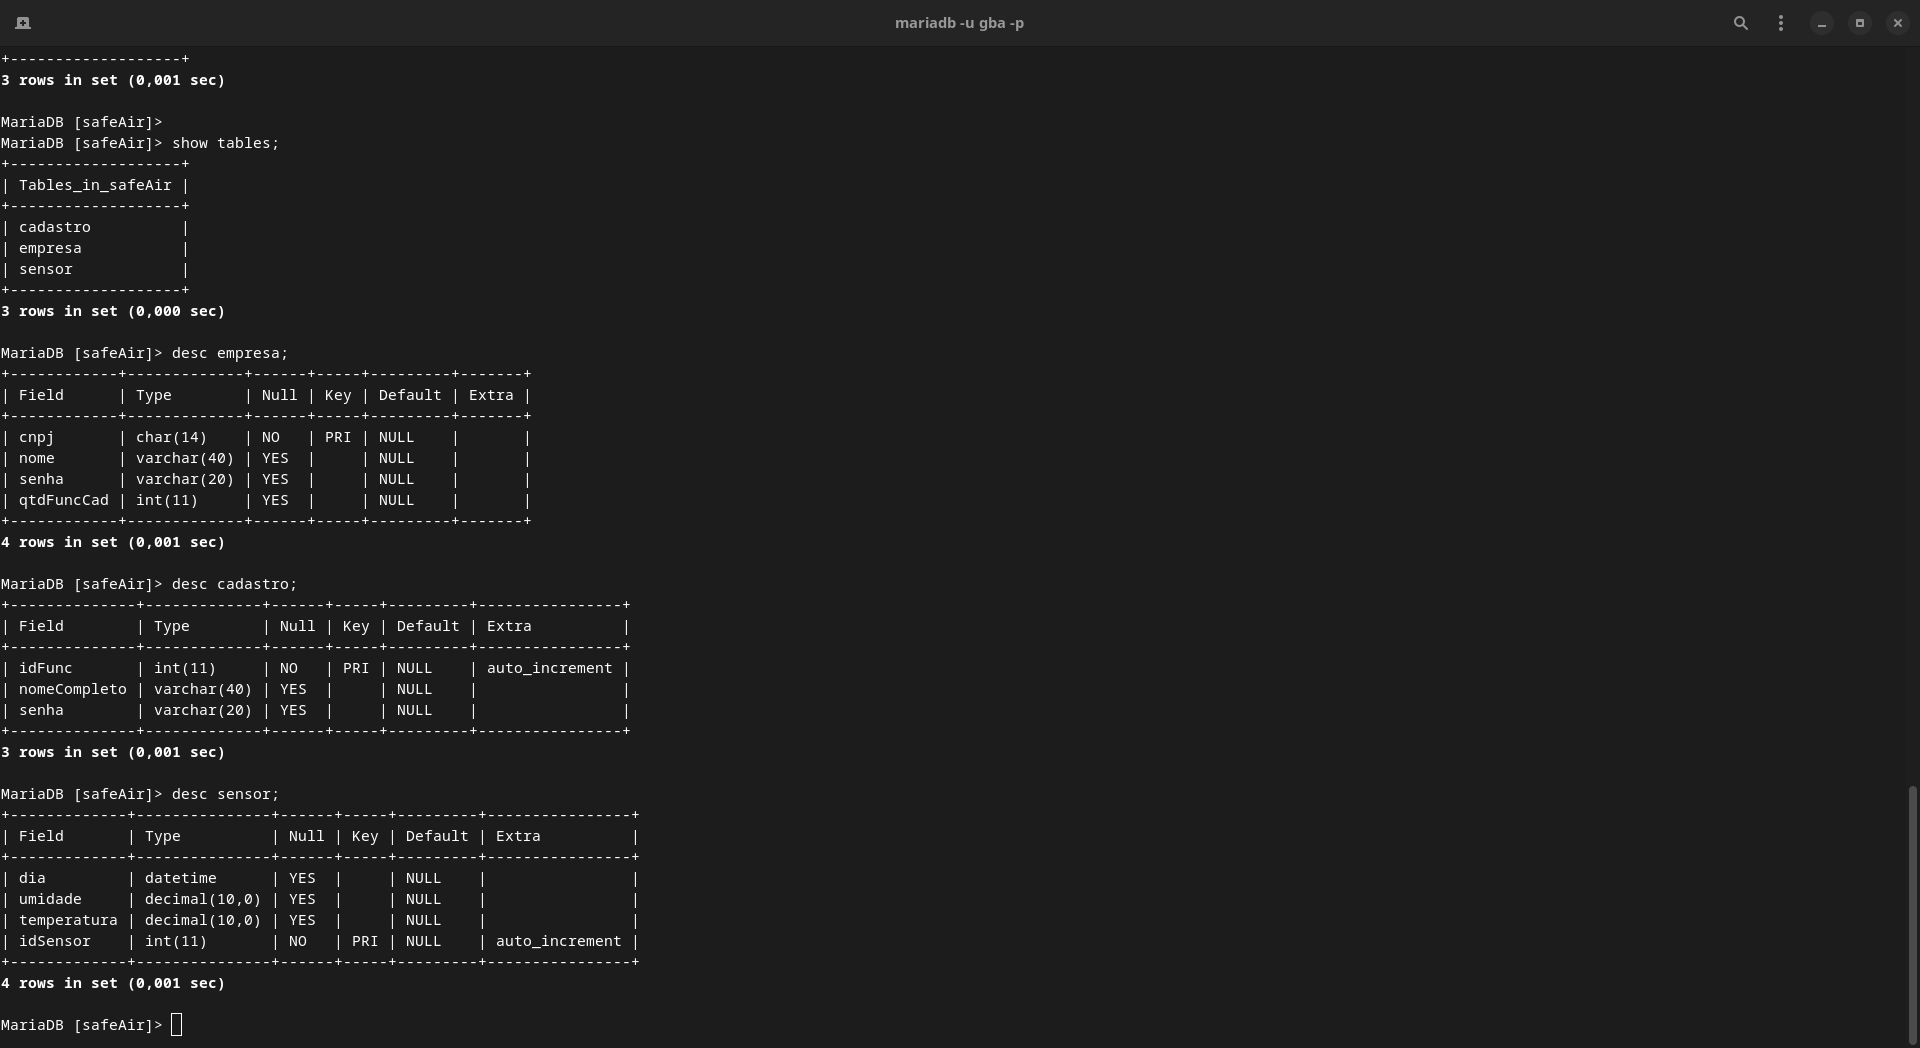 mariadb -u gba -p
+-------------------+
3 rows in set (0,001 sec)
MariaDB [safeAir]>
MariaDB [safeAir]> show tables;
+-------------------+
| Tables_in_safeAir |
+-------------------+
| cadastro          |
| empresa           |
| sensor            |
+-------------------+
3 rows in set (0,000 sec)
MariaDB [safeAir]> desc empresa;
+------------+-------------+------+-----+---------+-------+
| Field      | Type        | Null | Key | Default | Extra |
+------------+-------------+------+-----+---------+-------+
| cnpj       | char(14)    | NO   | PRI | NULL    |       |
| nome       | varchar(40) | YES  |     | NULL    |       |
| senha      | varchar(20) | YES  |     | NULL    |       |
| qtdFuncCad | int(11)     | YES  |     | NULL    |       |
+------------+-------------+------+-----+---------+-------+
4 rows in set (0,001 sec)
MariaDB [safeAir]> desc cadastro;
+--------------+-------------+------+-----+---------+----------------+
| Field        | Type        | Null | Key | Default | Extra          |
+--------------+-------------+------+-----+---------+----------------+
| idFunc       | int(11)     | NO   | PRI | NULL    | auto_increment |
| nomeCompleto | varchar(40) | YES  |     | NULL    |                |
| senha        | varchar(20) | YES  |     | NULL    |                |
+--------------+-------------+------+-----+---------+----------------+
3 rows in set (0,001 sec)
MariaDB [safeAir]> desc sensor;
+-------------+---------------+------+-----+---------+----------------+
| Field       | Type          | Null | Key | Default | Extra          |
+-------------+---------------+------+-----+---------+----------------+
| dia         | datetime      | YES  |     | NULL    |                |
| umidade     | decimal(10,0) | YES  |     | NULL    |                |
| temperatura | decimal(10,0) | YES  |     | NULL    |                |
| idSensor    | int(11)       | NO   | PRI | NULL    | auto_increment |
+-------------+---------------+------+-----+---------+----------------+
4 rows in set (0,001 sec)
MariaDB [safeAir]>